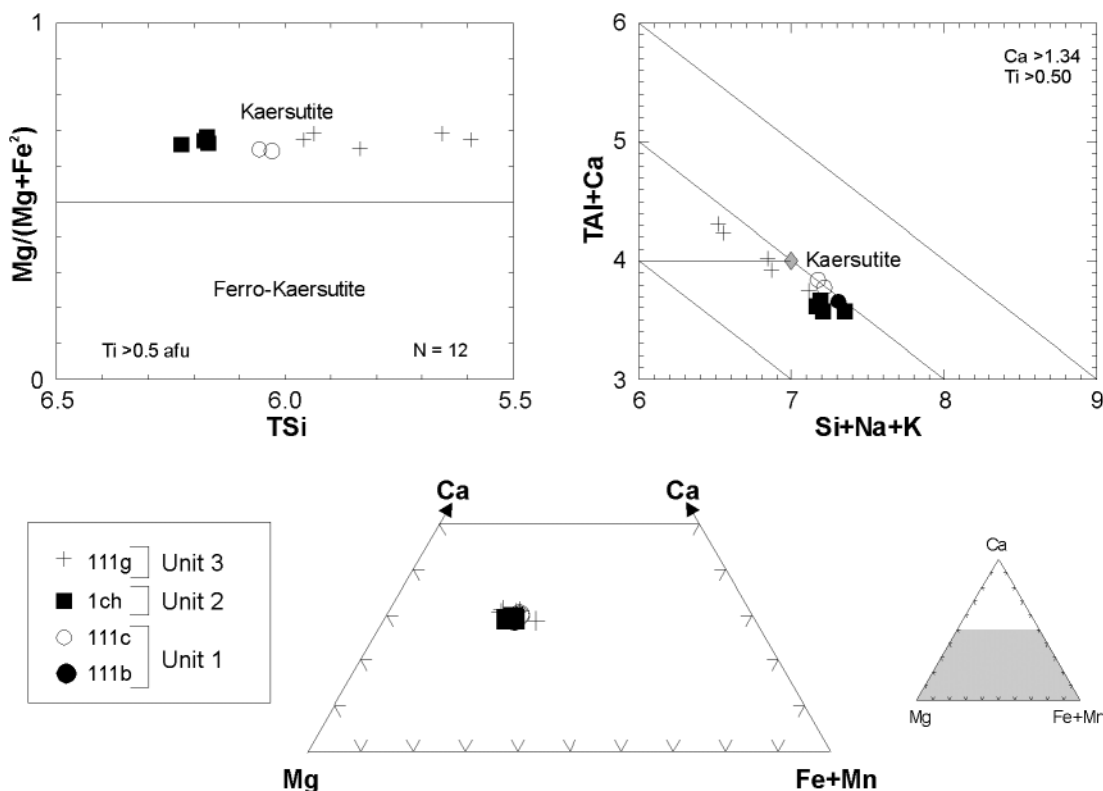 1
Mg/(Mg+Fe²)
Kaersutite
Ferro-Kaersutite
Ti >0.5 afu
N = 12
0
6.5
6.0
5.5
TSi
6
5
4
3
TAl+Ca
Ca >1.34
Ti >0.50
Kaersutite
6
7
8
9
Si+Na+K
111g
Unit 3
1ch
Unit 2
111c
111b
Unit 1
Ca
Ca
Mg
Fe+Mn
Ca
Mg
Fe+Mn